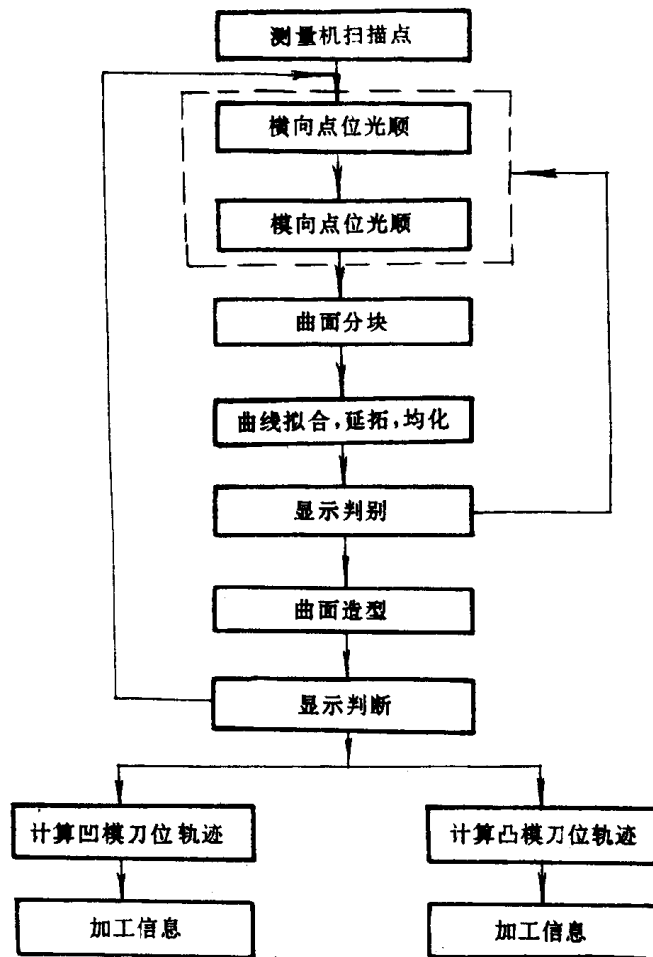 测量机扫描点
横向点位光顺
模向点位光顺
曲面分块
曲线拟合,延拓,均化
显示判别
曲面造型
显示判断
计算凹模刀位轨迹
计算凸模刀位轨迹
加工信息
加工信息